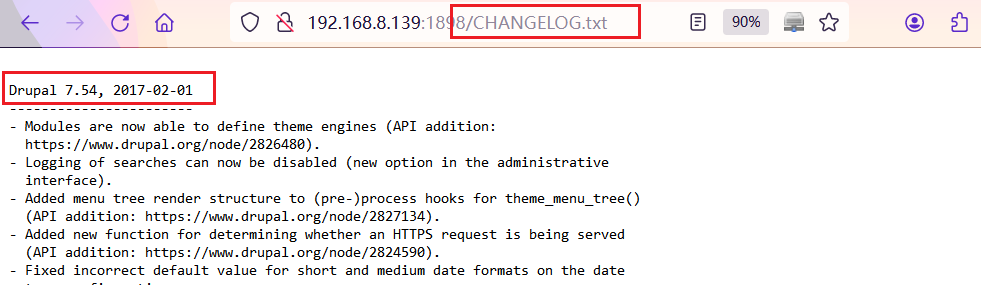 192.168.8.139:1898/CHANGELOG.txt
90%
Drupal 7.54, 2017-02-01
-----------------------
- Modules are now able to define theme engines (API addition:
https://www.drupal.org/node/2826480).
- Logging of searches can now be disabled (new option in the administrative
interface).
- Added menu tree render structure to (pre-)process hooks for theme_menu_tree()
(API addition: https://www.drupal.org/node/2827134).
- Added new function for determining whether an HTTPS request is being served
(API addition: https://www.drupal.org/node/2824590).
- Fixed incorrect default value for short and medium date formats on the date